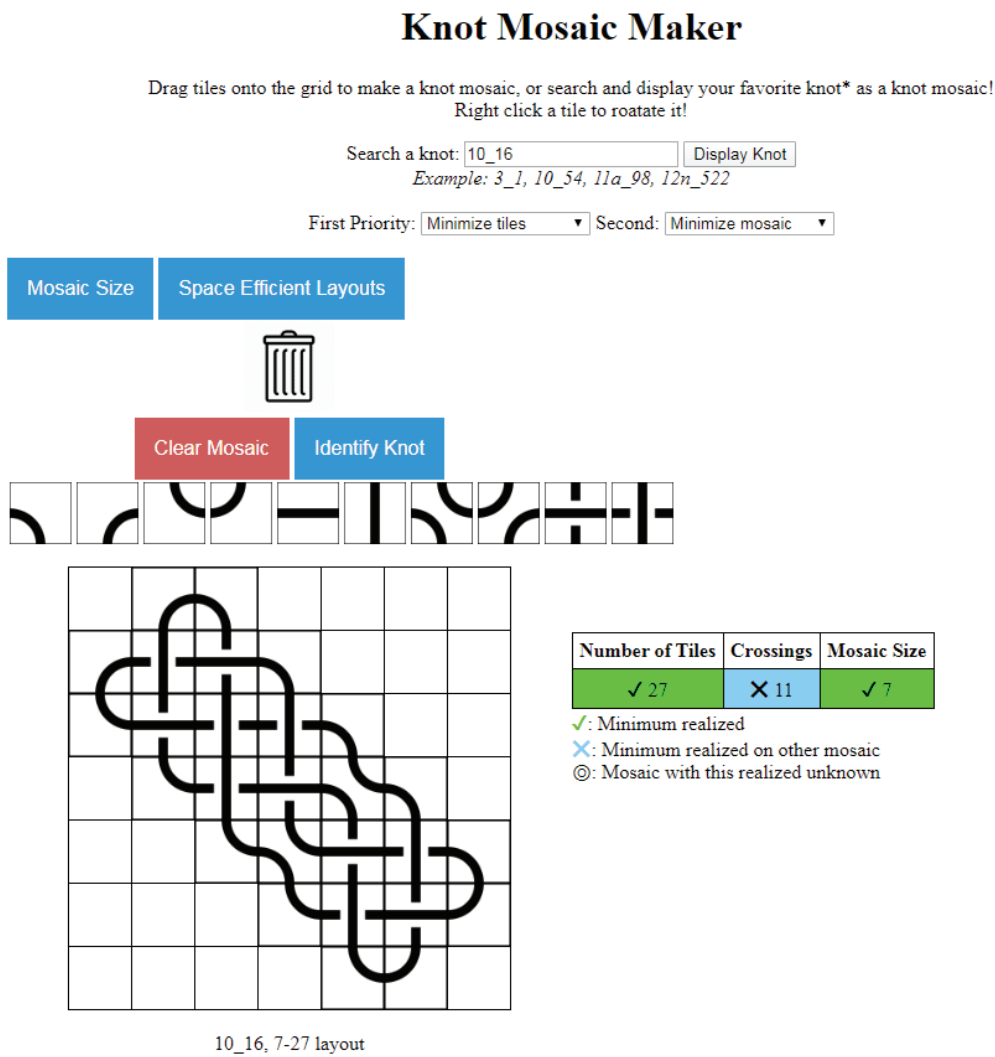 Knot Mosaic Maker
Drag tiles onto the grid to make a knot mosaic, or search and display your favorite knot* as a knot mosaic!
Right click a tile to roatate it!
Search a knot: 10_16 Display Knot
Example: 3_1, 10_54, 11a_98, 12n_522
First Priority: Minimize tiles ▼ Second: Minimize mosaic ▼
Mosaic Size Space Efficient Layouts
Clear Mosaic Identify Knot
Number of Tiles Crossings Mosaic Size
✓ 27 ✕ 11 ✓ 7
✓: Minimum realized
✕: Minimum realized on other mosaic
◎: Mosaic with this realized unknown
10_16, 7-27 layout